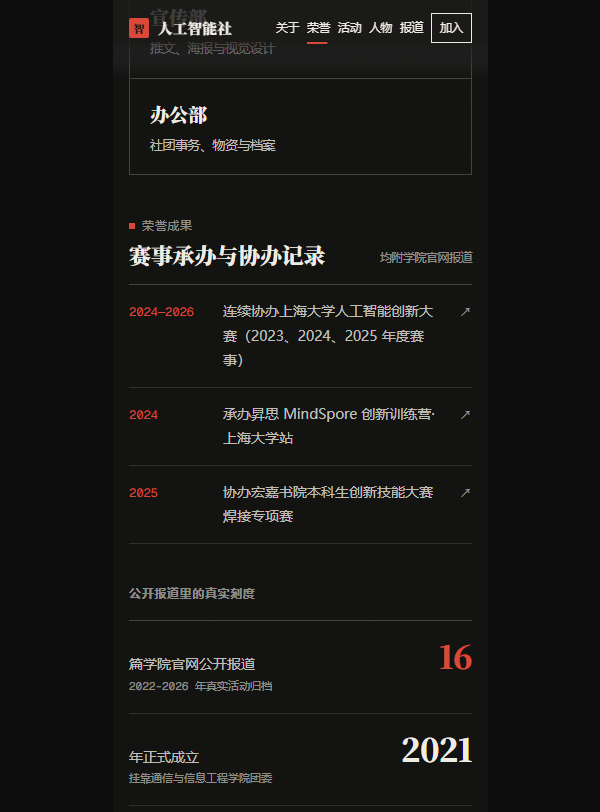 宣传部
智 人工智能社 关于 荣誉 活动 人物 报道 加入
推文、海报与视觉设计
办公部
社团事务、物资与档案
荣誉成果
赛事承办与协办记录 均附学院官网报道
2024—2026 连续协办上海大学人工智能创新大 ↗
赛（2023、2024、2025 年度赛
事）
2024 承办昇思 MindSpore 创新训练营· ↗
上海大学站
2025 协办宏嘉书院本科生创新技能大赛 ↗
焊接专项赛
公开报道里的真实刻度
篇学院官网公开报道 16
2022-2026 年真实活动归档
年正式成立 2021
挂靠通信与信息工程学院团委